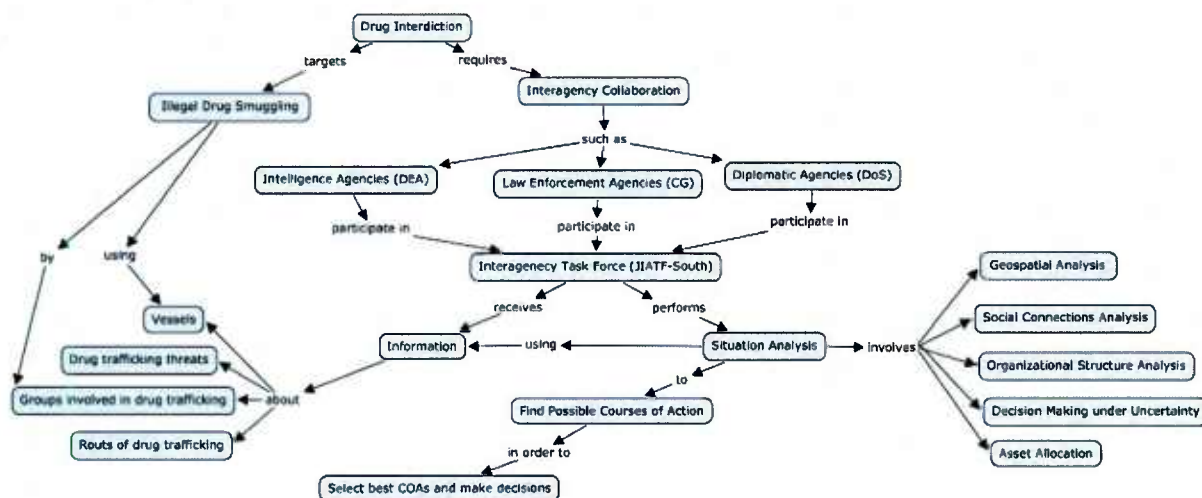 Drug Interdiction
targets
requires
Interagency Collaboration
Illegal Drug Smuggling
such as
Intelligence Agencies (DEA)
Law Enforcement Agencies (CG)
Diplomatic Agencies (DoS)
participate in
participate in
participate in
by
using
Interagenecy Task Force (JIATF-South)
Geospatial Analysis
receives
performs
Vessels
Social Connections Analysis
Information
using
Situation Analysis
involves
Drug trafficking threats
Organizational Structure Analysis
to
Groups involved in drug trafficking
about
Find Possible Courses of Action
Decision Making under Uncertainty
Routs of drug trafficking
in order to
Asset Allocation
Select best COAs and make decisions